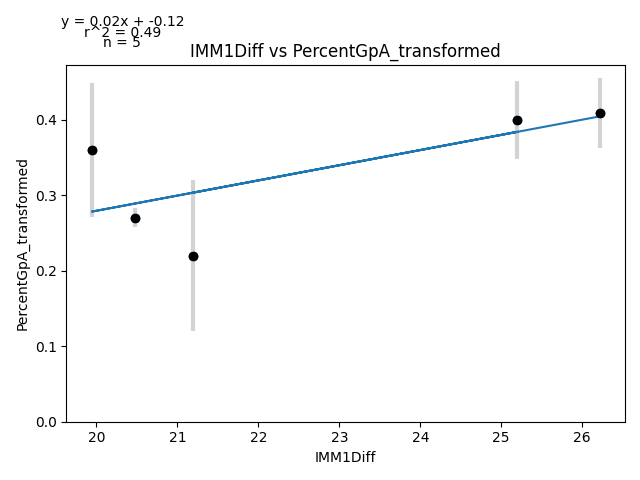 y = 0.02x + -0.12
r^2 = 0.49
n = 5
IMM1Diff vs PercentGpA_transformed
PercentGpA_transformed
0.4
0.3
0.2
0.1
0.0
20 21 22 23 24 25 26
IMM1Diff